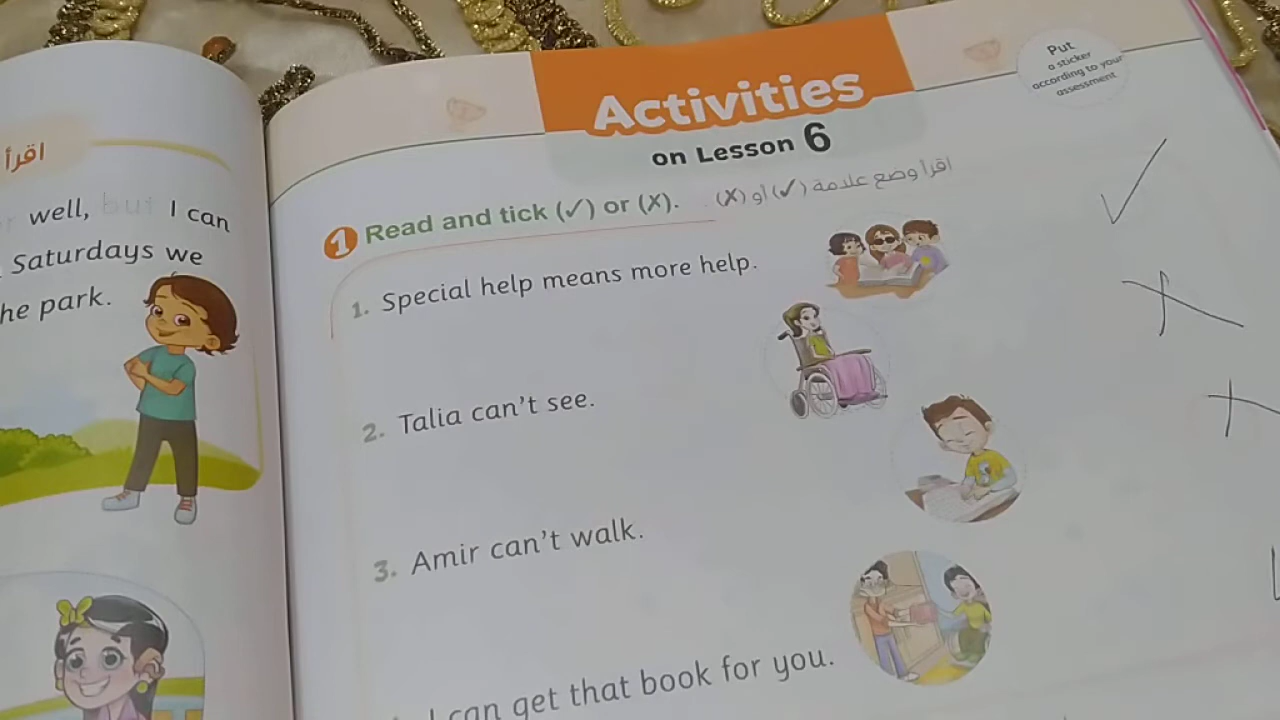 اقرأ
well, but I can
Saturdays we
he park.
Activities
on Lesson 6
Put
a sticker
according to your
assessment
1 Read and tick (✓) or (X). اقرأ وضع علامة (✓) أو (X)
1. Special help means more help.
2. Talia can't see.
3. Amir can't walk.
I can get that book for you.